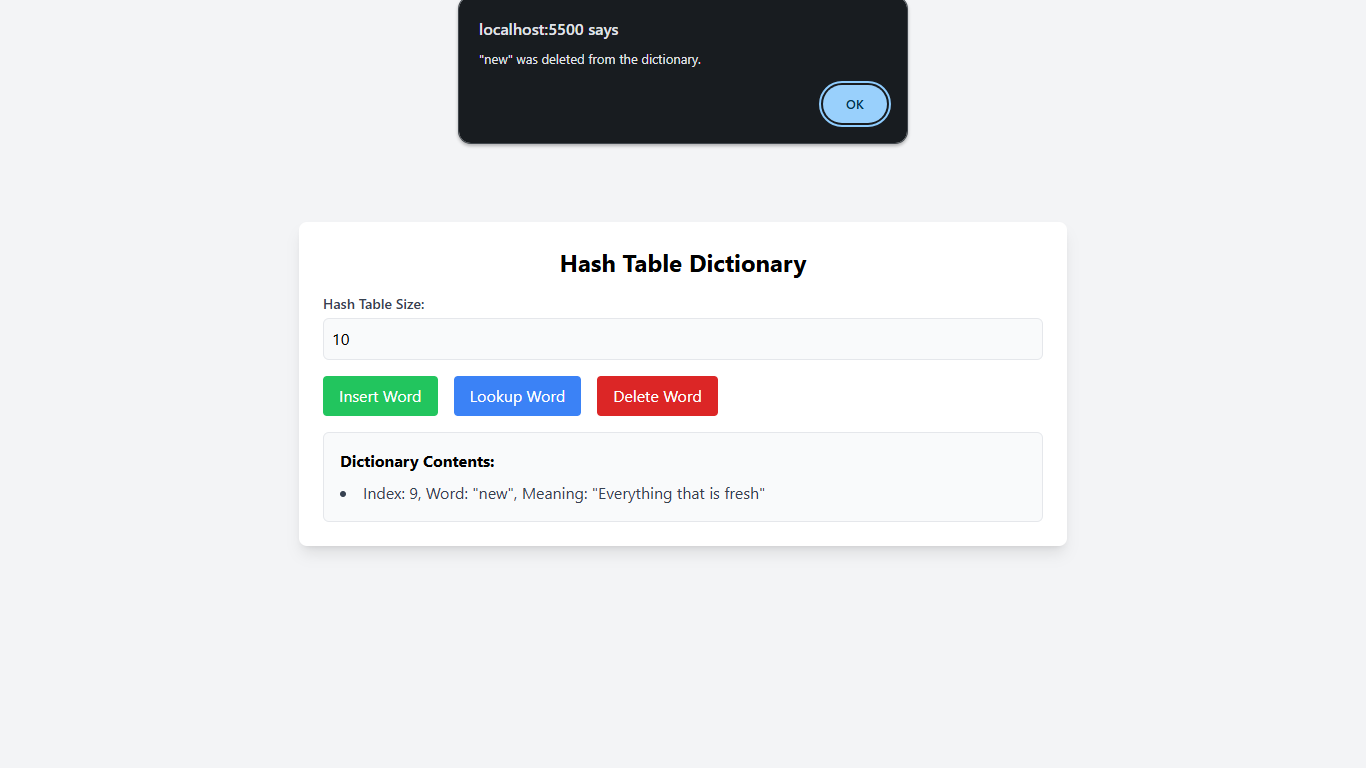 localhost:5500 says
"new" was deleted from the dictionary.
OK
Hash Table Dictionary
Hash Table Size:
10
Insert Word
Lookup Word
Delete Word
Dictionary Contents:
Index: 9, Word: "new", Meaning: "Everything that is fresh"